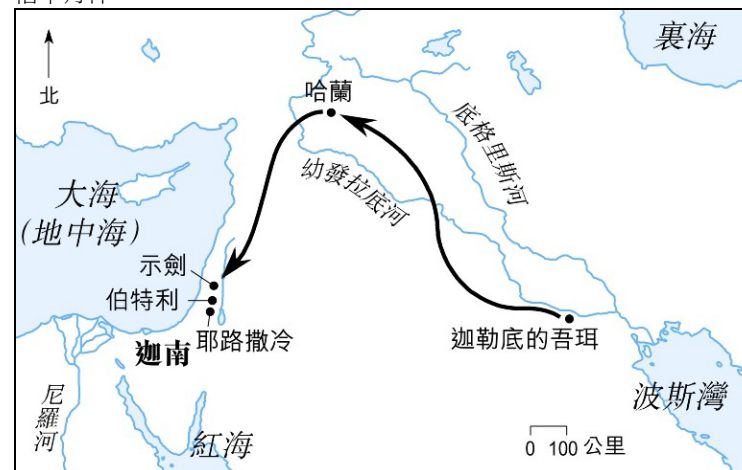 裏海
北
哈蘭
底格里斯河
幼發拉底河
大海
(地中海)
示劍
伯特利
耶路撒冷
迦南
迦勒底的吾珥
尼羅河
紅海
波斯灣
0 100 公里